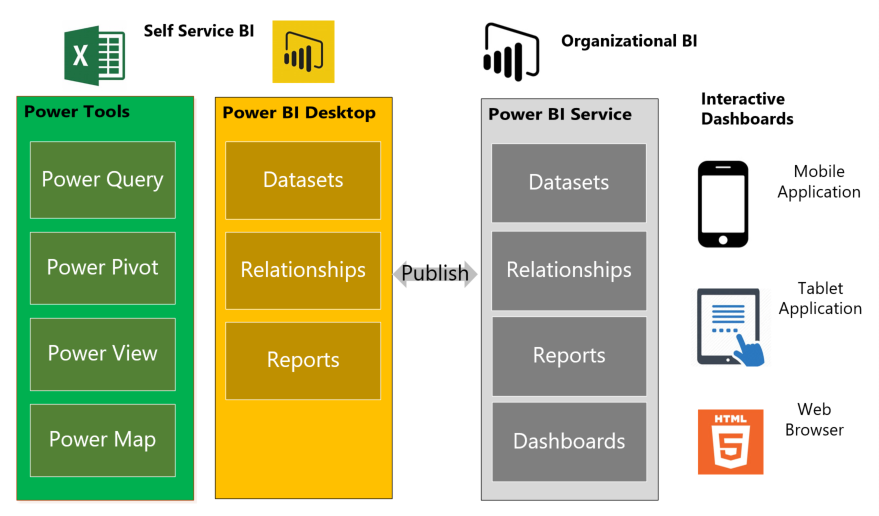 Self Service BI
Organizational BI
X
Power Tools
Power Query
Power Pivot
Power View
Power Map
Power BI Desktop
Datasets
Relationships
Reports
Publish
Power BI Service
Datasets
Relationships
Reports
Dashboards
Interactive
Dashboards
Mobile
Application
Tablet
Application
HTML
5
Web
Browser